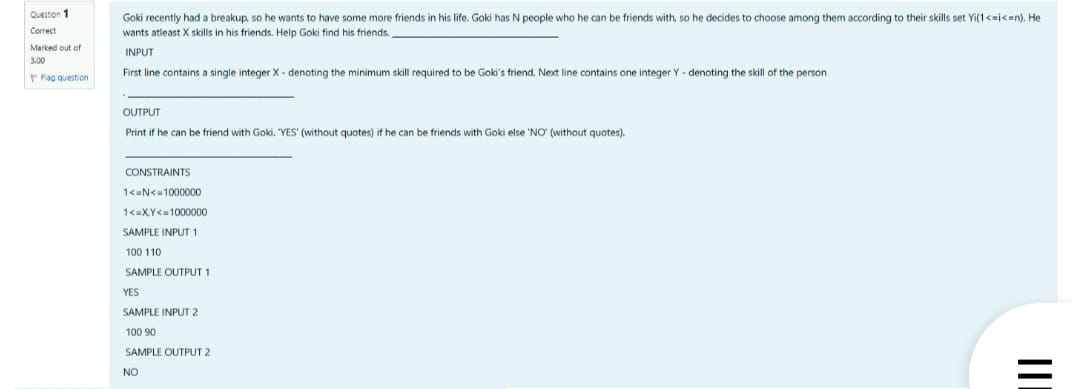 Question 1
Correct
Marked out of
3.00
Flag question
Goki recently had a breakup, so he wants to have some more friends in his life. Goki has N people who he can be friends with, so he decides to choose among them according to their skills set Yi(1<=i<=n). He
wants atleast X skills in his friends. Help Goki find his friends.
INPUT
First line contains a single integer X - denoting the minimum skill required to be Goki's friend. Next line contains one integer Y - denoting the skill of the person
.
OUTPUT
Print if he can be friend with Goki. 'YES' (without quotes) if he can be friends with Goki else 'NO' (without quotes).
CONSTRAINTS
1<=N<=1000000
1<=X,Y<=1000000
SAMPLE INPUT 1
100 110
SAMPLE OUTPUT 1
YES
SAMPLE INPUT 2
100 90
SAMPLE OUTPUT 2
NO